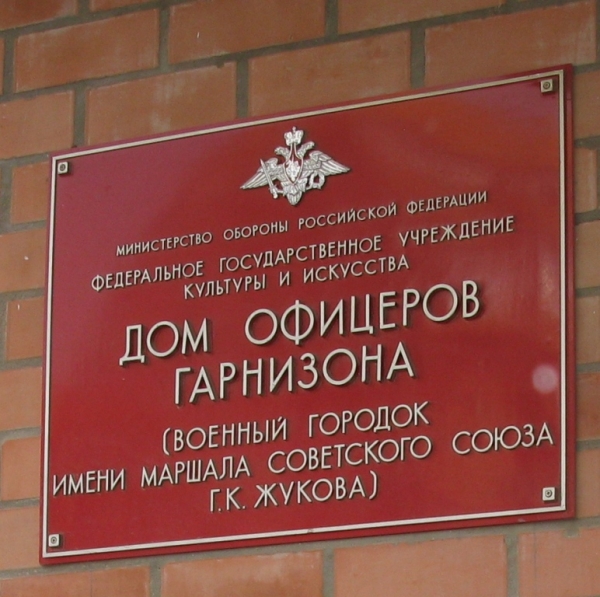 МИНИСТЕРСТВО ОБОРОНЫ РОССИЙСКОЙ ФЕДЕРАЦИИ
ФЕДЕРАЛЬНОЕ ГОСУДАРСТВЕННОЕ УЧРЕЖДЕНИЕ
КУЛЬТУРЫ И ИСКУССТВА
ДОМ ОФИЦЕРОВ
ГАРНИЗОНА
(ВОЕННЫЙ ГОРОДОК
ИМЕНИ МАРШАЛА СОВЕТСКОГО СОЮЗА
Г.К. ЖУКОВА)